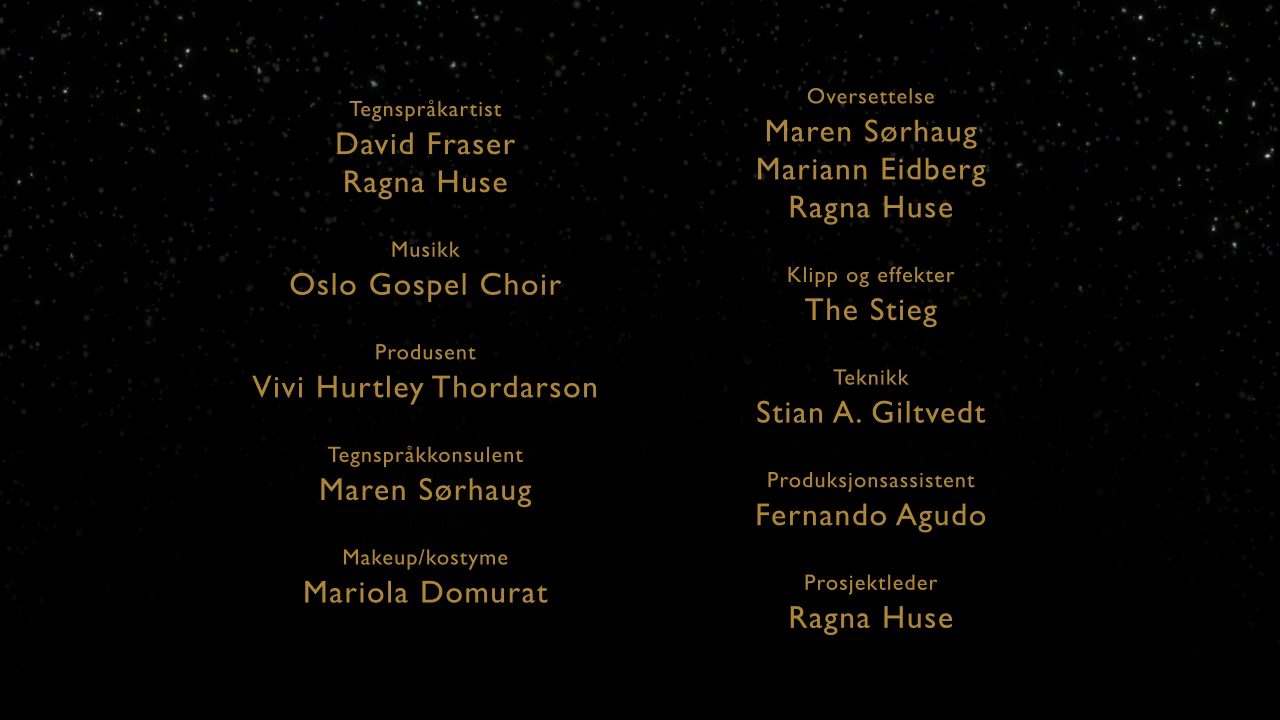 Tegnspråkartist
David Fraser
Ragna Huse
Musikk
Oslo Gospel Choir
Produsent
Vivi Hurtley Thordarson
Tegnspråkkonsulent
Maren Sørhaug
Makeup/kostyme
Mariola Domurat
Oversettelse
Maren Sørhaug
Mariann Eidberg
Ragna Huse
Klipp og effekter
The Stieg
Teknikk
Stian A. Giltvedt
Produksjonsassistent
Fernando Agudo
Prosjektleder
Ragna Huse